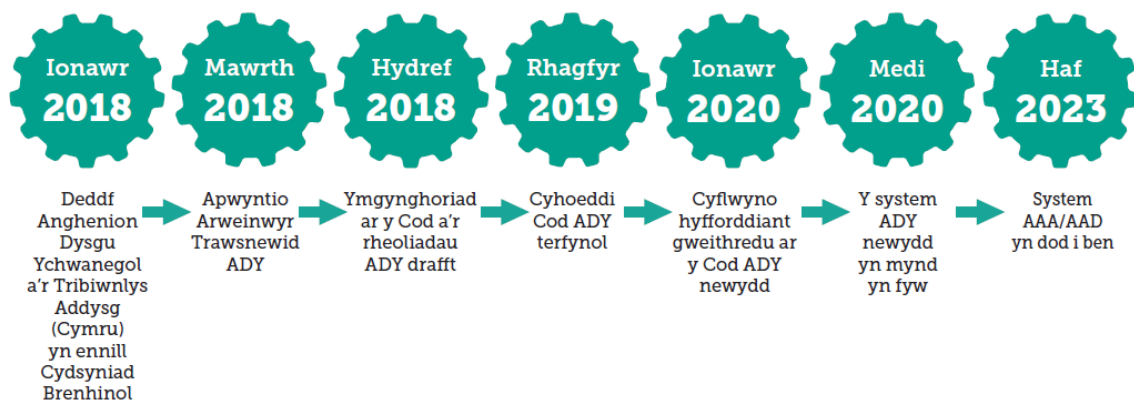 Ionawr
2018
Mawrth
2018
Hydref
2018
Rhagfyr
2019
Ionawr
2020
Medi
2020
Haf
2023
Deddf
Anghenion
Dysgu
Ychwanegol
a'r Tribiwnlys
Addysg
(Cymru)
yn ennill
Cydsyniad
Brenhinol
Apwyntio
Arweinwyr
Trawsnewid
ADY
Ymgynghoriad
ar y Cod a'r
rheoliadau
ADY drafft
Cyhoeddi
Cod ADY
terfynol
Cyflwyno
hyfforddiant
gweithredu ar
y Cod ADY
newydd
Y system
ADY
newydd
yn mynd
yn fyw
System
AAA/AAD
yn dod i ben